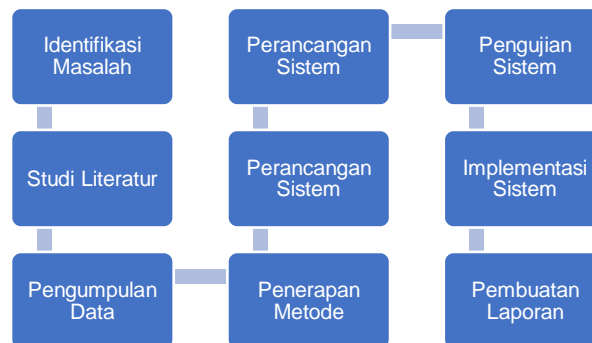 Identifikasi
Masalah
Studi Literatur
Pengumpulan
Data
Penerapan
Metode
Perancangan
Sistem
Perancangan
Sistem
Pengujian
Sistem
Implementasi
Sistem
Pembuatan
Laporan